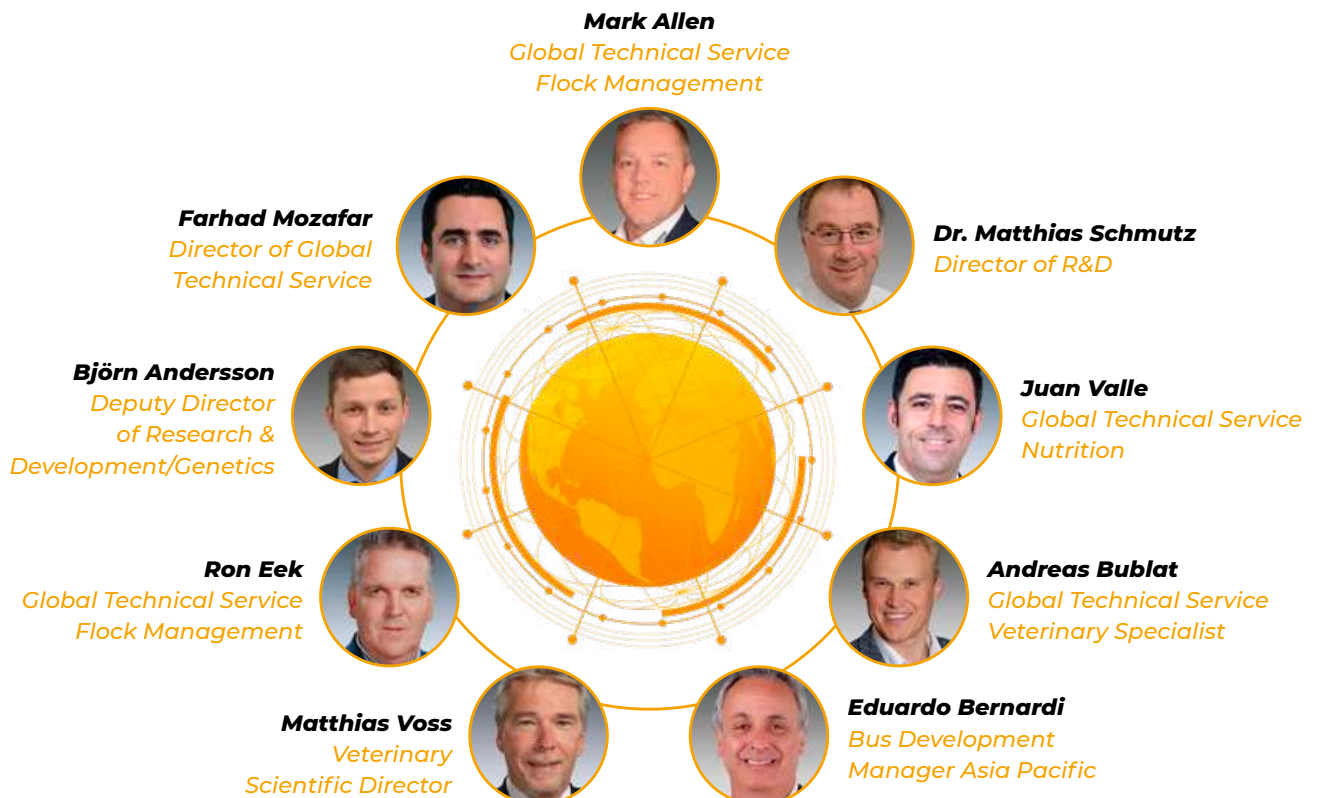 Mark Allen
Global Technical Service
Flock Management
Farhad Mozafar
Director of Global
Technical Service
Dr. Matthias Schmutz
Director of R&D
Björn Andersson
Deputy Director
of Research &
Development/Genetics
Juan Valle
Global Technical Service
Nutrition
Ron Eek
Global Technical Service
Flock Management
Andreas Bublat
Global Technical Service
Veterinary Specialist
Matthias Voss
Veterinary
Scientific Director
Eduardo Bernardi
Bus Development
Manager Asia Pacific